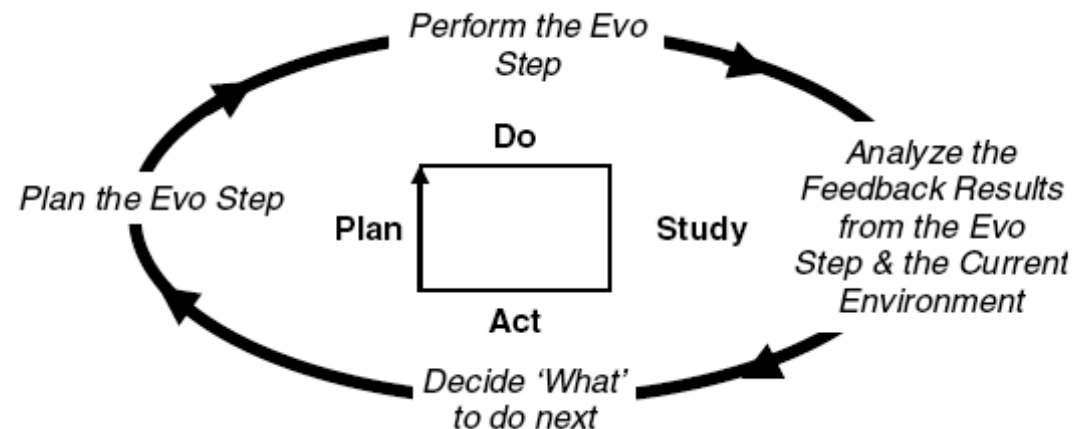 Perform the Evo
Step
Do
Plan the Evo Step
Plan
Study
Analyze the
Feedback Results
from the Evo
Step & the Current
Environment
Act
Decide ‘What’
to do next